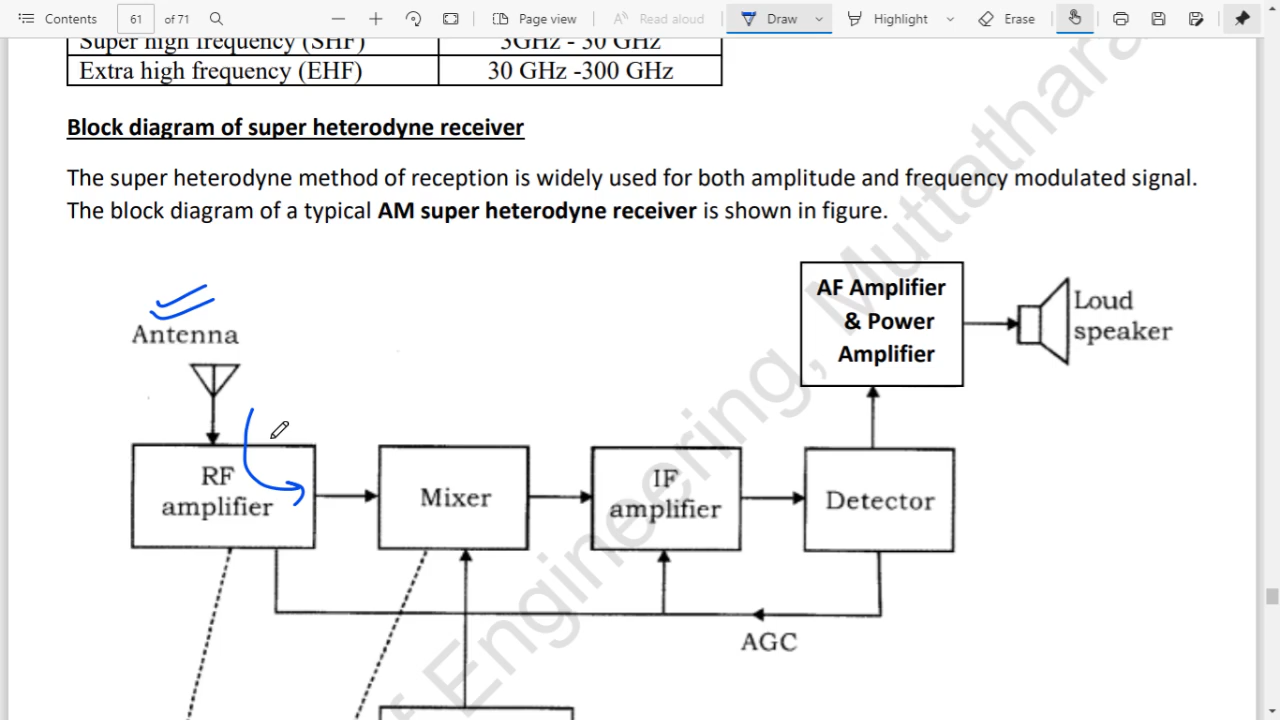 Contents
61 of 71
Page view
Read aloud
Draw
Highlight
Erase
Super high frequency (SHF) 3GHz - 30 GHz
Extra high frequency (EHF) 30 GHz -300 GHz
Block diagram of super heterodyne receiver
The super heterodyne method of reception is widely used for both amplitude and frequency modulated signal.
The block diagram of a typical AM super heterodyne receiver is shown in figure.
Antenna
AF Amplifier
& Power
Amplifier
Loud
speaker
RF
amplifier
Mixer
IF
amplifier
Detector
AGC
f Engineering, Muttathara